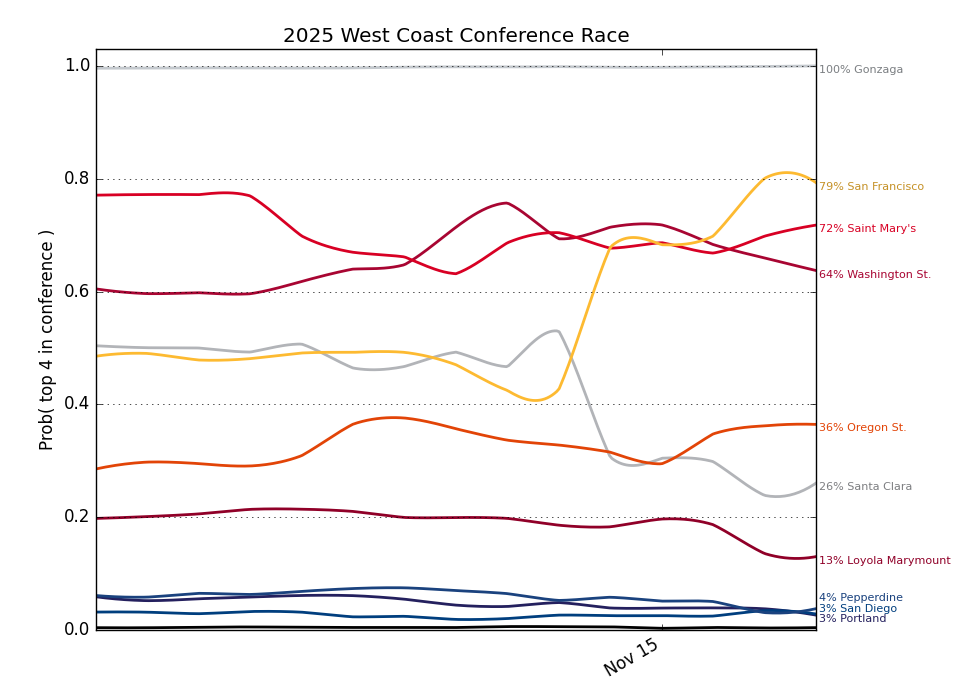 2025 West Coast Conference Race
1.0
0.8
0.6
0.4
0.2
0.0
Prob( top 4 in conference )
Nov 15
100% Gonzaga
79% San Francisco
72% Saint Mary's
64% Washington St.
36% Oregon St.
26% Santa Clara
13% Loyola Marymount
4% Pepperdine
3% San Diego
3% Portland